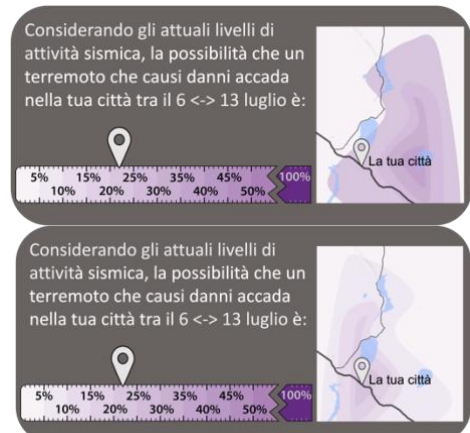 Considerando gli attuali livelli di
attività sismica, la possibilità che un
terremoto che causi danni accada
nella tua città tra il 6 <-> 13 luglio è:
La tua città
5% 15% 25% 35% 45% 100%
10% 20% 30% 40% 50%
Considerando gli attuali livelli di
attività sismica, la possibilità che un
terremoto che causi danni accada
nella tua città tra il 6 <-> 13 luglio è:
La tua città
5% 15% 25% 35% 45% 100%
10% 20% 30% 40% 50%